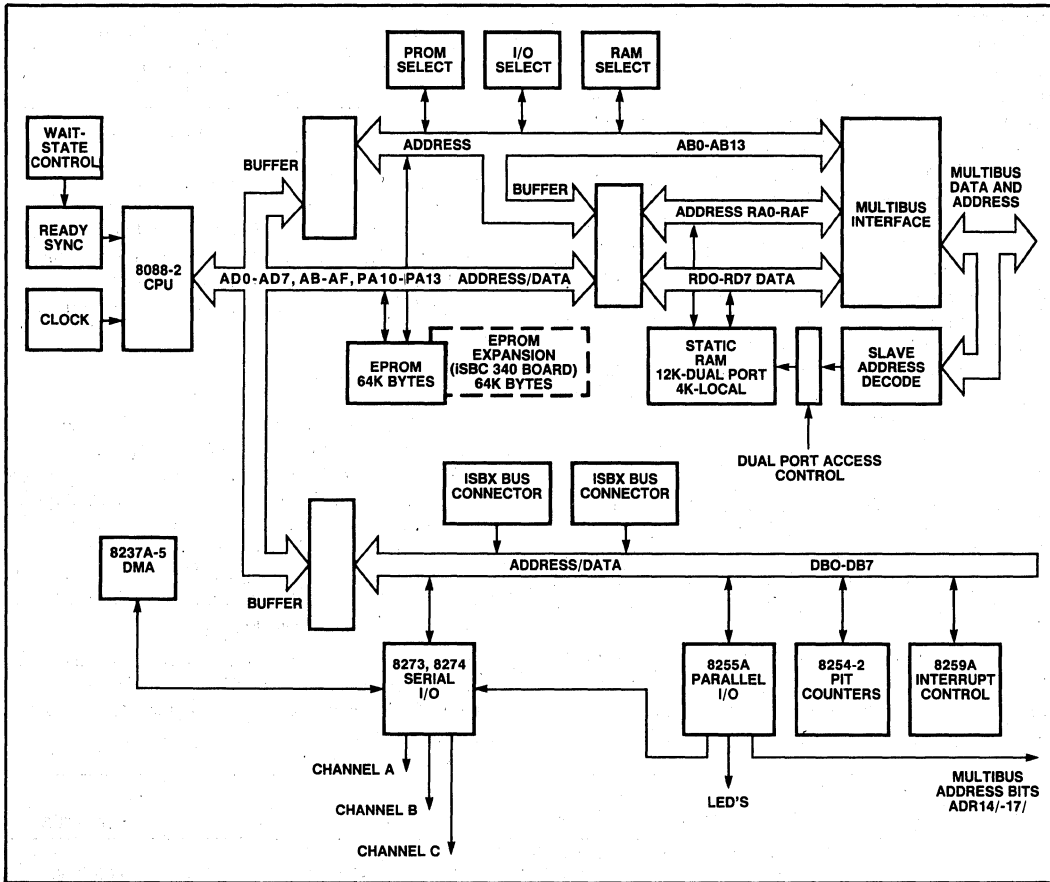 PROM
SELECT
I/O
SELECT
RAM
SELECT
WAIT-
STATE
CONTROL
READY
SYNC
CLOCK
8088-2
CPU
BUFFER
ADDRESS
AB0-AB13
BUFFER
ADDRESS RA0-RAF
AD0-AD7, AB-AF, PA10-PA13 ADDRESS/DATA
RDO-RD7 DATA
MULTIBUS
INTERFACE
MULTIBUS
DATA AND
ADDRESS
EPROM
64K BYTES
EPROM
EXPANSION
(iSBC 340 BOARD)
64K BYTES
STATIC
RAM
12K-DUAL PORT
4K-LOCAL
SLAVE
ADDRESS
DECODE
DUAL PORT ACCESS
CONTROL
ISBX BUS
CONNECTOR
ISBX BUS
CONNECTOR
8237A-5
DMA
BUFFER
ADDRESS/DATA
DBO-DB7
8273, 8274
SERIAL
I/O
8255A
PARALLEL
I/O
8254-2
PIT
COUNTERS
8259A
INTERRUPT
CONTROL
CHANNEL A
CHANNEL B
CHANNEL C
LED'S
MULTIBUS
ADDRESS BITS
ADR14/-17/